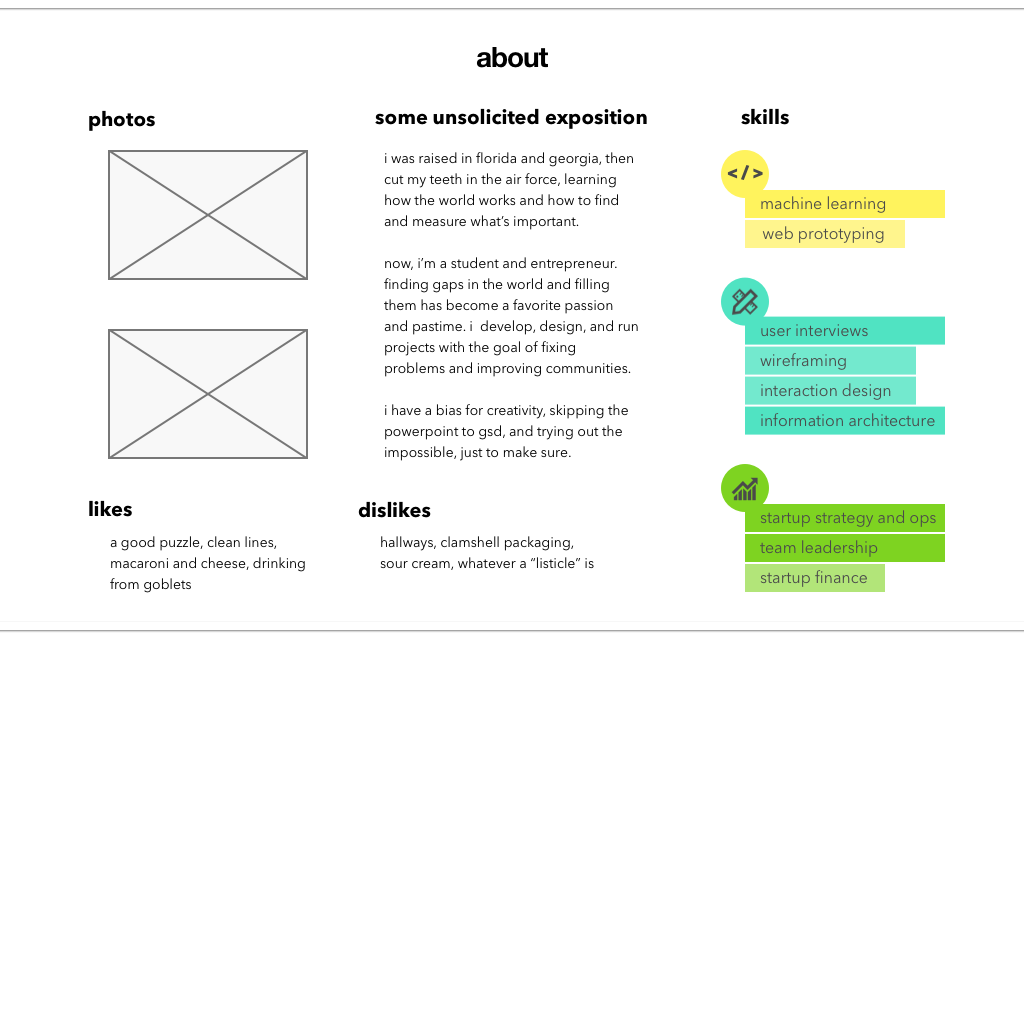 about
photos
some unsolicited exposition
i was raised in florida and georgia, then
cut my teeth in the air force, learning
how the world works and how to find
and measure what's important.
now, i'm a student and entrepreneur.
finding gaps in the world and filling
them has become a favorite passion
and pastime. i  develop, design, and run
projects with the goal of fixing
problems and improving communities.
i have a bias for creativity, skipping the
powerpoint to gsd, and trying out the
impossible, just to make sure.
likes
a good puzzle, clean lines,
macaroni and cheese, drinking
from goblets
dislikes
hallways, clamshell packaging,
sour cream, whatever a “listicle” is
skills
</>
machine learning
web prototyping
user interviews
wireframing
interaction design
information architecture
startup strategy and ops
team leadership
startup finance